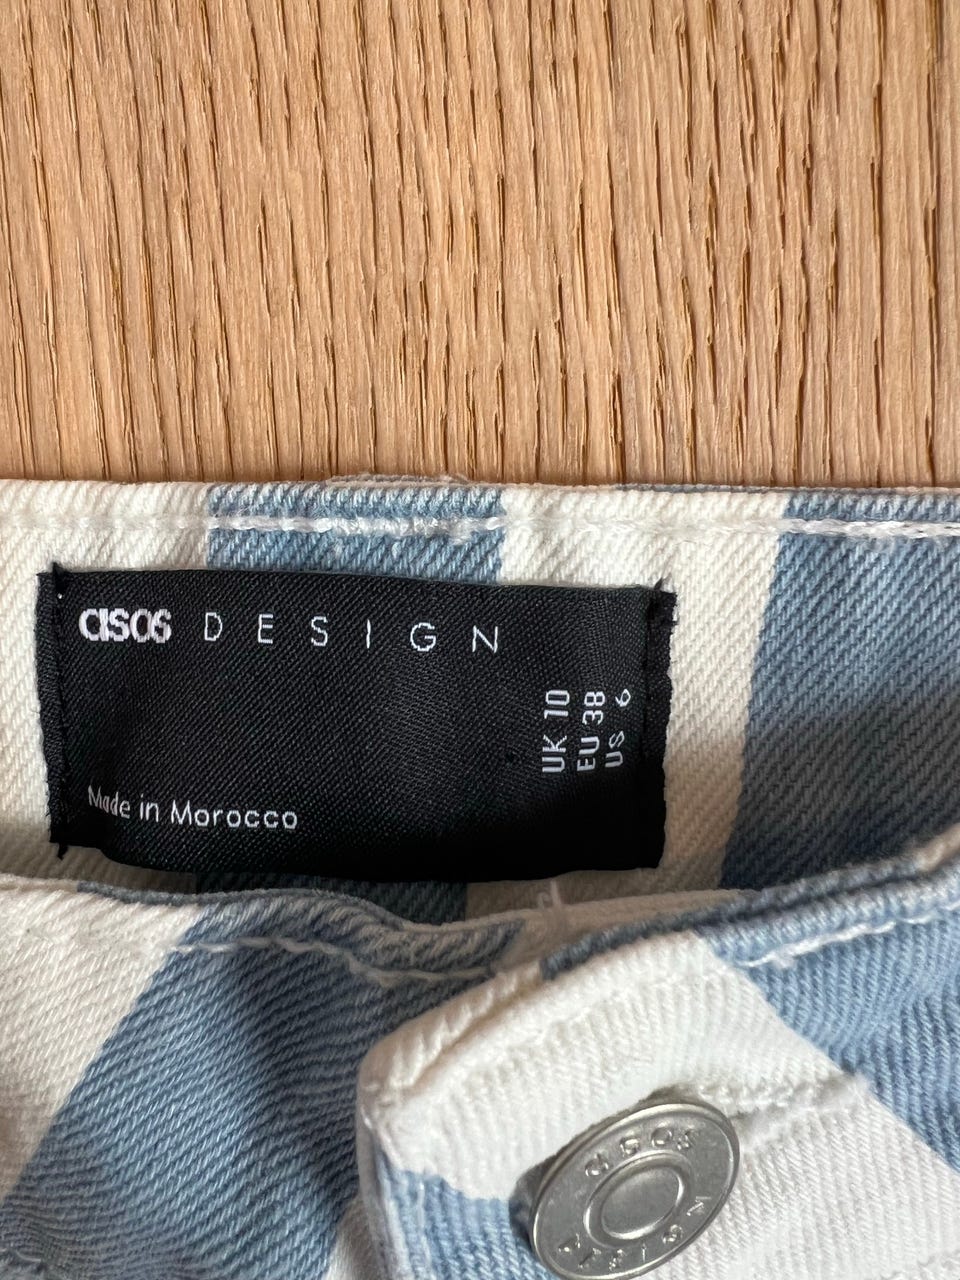 asos DESIGN
UK 10
EU 38
US 6
Made in Morocco
asos
DESIGN